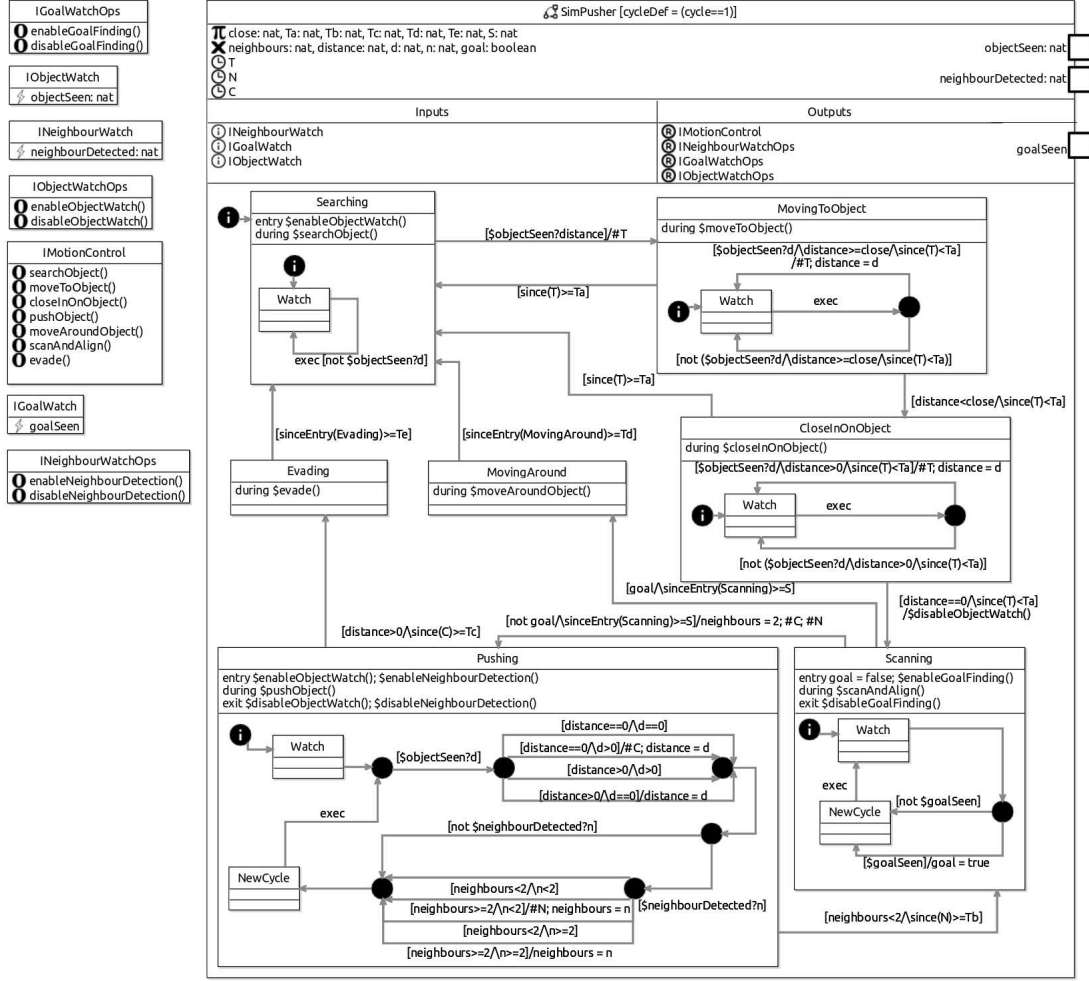 IGoalWatchOps
enableGoalFinding()
disableGoalFinding()
IObjectWatch
objectSeen: nat
INeighbourWatch
neighbourDetected: nat
IObjectWatchOps
enableObjectWatch()
disableObjectWatch()
IMotionControl
searchObject()
moveToObject()
closeInOnObject()
pushObject()
moveAroundObject()
scanAndAlign()
evade()
IGoalWatch
goalSeen
INeighbourWatchOps
enableNeighbourDetection()
disableNeighbourDetection()
SimPusher [cycleDef = (cycle==1)]
close: nat, Ta: nat, Tb: nat, Tc: nat, Td: nat, Te: nat, S: nat
neighbours: nat, distance: nat, d: nat, n: nat, goal: boolean
T
N
C
objectSeen: nat
neighbourDetected: nat
goalSeen
Inputs
INeighbourWatch
IGoalWatch
IObjectWatch
Outputs
IMotionControl
INeighbourWatchOps
IGoalWatchOps
IObjectWatchOps
Searching
entry $enableObjectWatch()
during $searchObject()
Watch
exec [not $objectSeen?d]
[$objectSeen?distance]/#T
[since(T)>=Ta]
MovingToObject
during $moveToObject()
[$objectSeen?d/\distance>=close/\since(T)<Ta]
/#T; distance = d
Watch
exec
[not ($objectSeen?d/\distance>=close/\since(T)<Ta)]
[since(T)>=Ta]
[distance<close/\since(T)<Ta]
CloseInOnObject
during $closeInOnObject()
[$objectSeen?d/\distance>0/\since(T)<Ta]/#T; distance = d
Watch
exec
[not ($objectSeen?d/\distance>0/\since(T)<Ta)]
[sinceEntry(Evading)>=Te]
[sinceEntry(MovingAround)>=Td]
Evading
during $evade()
MovingAround
during $moveAroundObject()
[goal/\sinceEntry(Scanning)>=S]
[distance==0/\since(T)<Ta]
/$disableObjectWatch()
[not goal/\sinceEntry(Scanning)>=S]/neighbours = 2; #C; #N
[distance>0/\since(C)>=Tc]
Pushing
entry $enableObjectWatch(); $enableNeighbourDetection()
during $pushObject()
exit $disableObjectWatch(); $disableNeighbourDetection()
Watch
[$objectSeen?d]
[distance==0/\d==0]
[distance==0/\d>0]/#C; distance = d
[distance>0/\d>0]
[distance>0/\d==0]/distance = d
exec
[not $neighbourDetected?n]
NewCycle
[neighbours<2/\n<2]
[$neighbourDetected?n]
[neighbours>=2/\n<2]/#N; neighbours = n
[neighbours<2/\n>=2]
[neighbours>=2/\n>=2]/neighbours = n
Scanning
entry goal = false; $enableGoalFinding()
during $scanAndAlign()
exit $disableGoalFinding()
Watch
exec
[not $goalSeen]
NewCycle
[$goalSeen]/goal = true
[neighbours<2/\since(N)>=Tb]